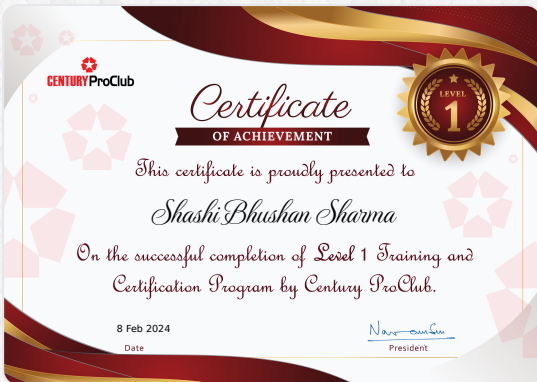 CENTURY ProClub
Certificate
OF ACHIEVEMENT
LEVEL
1
This certificate is proudly presented to
Shashi Bhushan Sharma
On the successful completion of Level 1 Training and
Certification Program by Century ProClub.
8 Feb 2024
Date
President